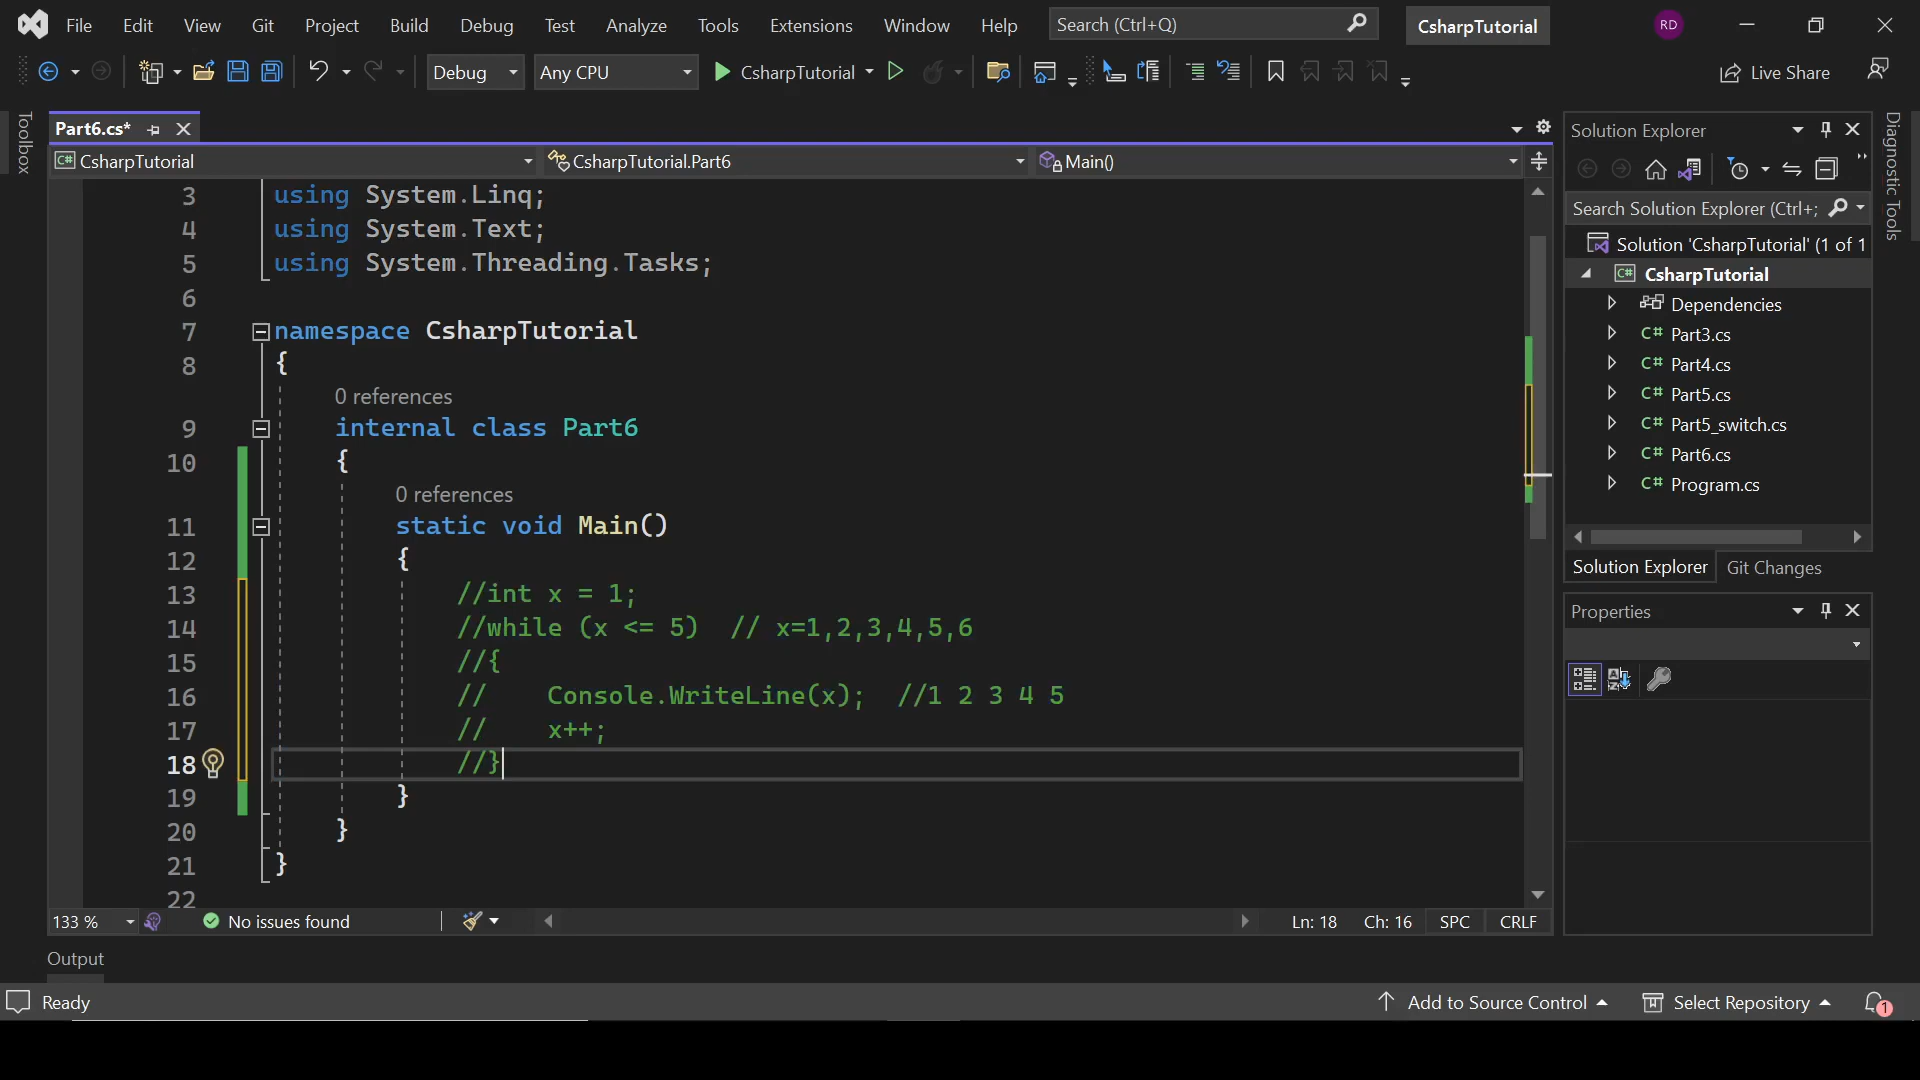 File Edit View Git Project Build Debug Test Analyze Tools Extensions Window Help Search (Ctrl+Q) CsharpTutorial RD
Debug Any CPU CsharpTutorial Live Share
Toolbox
Part6.cs*
CsharpTutorial CsharpTutorial.Part6 Main()
3 using System.Linq;
4 using System.Text;
5 using System.Threading.Tasks;
6
7 namespace CsharpTutorial
8 {
0 references
9 internal class Part6
10 {
0 references
11 static void Main()
12 {
13 //int x = 1;
14 //while (x <= 5)  // x=1,2,3,4,5,6
15 //{
16 //    Console.WriteLine(x);  //1 2 3 4 5
17 //    x++;
18 //}
19 }
20 }
21 }
22
133 % No issues found Ln: 18 Ch: 16 SPC CRLF
Output
Solution Explorer
Search Solution Explorer (Ctrl+;
Solution 'CsharpTutorial' (1 of 1
C# CsharpTutorial
Dependencies
C# Part3.cs
C# Part4.cs
C# Part5.cs
C# Part5_switch.cs
C# Part6.cs
C# Program.cs
Solution Explorer Git Changes
Properties
Diagnostic Tools
Ready Add to Source Control Select Repository 1